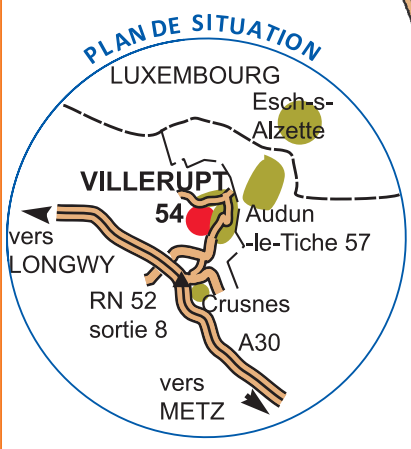 PLAN DE SITUATION
LUXEMBOURG
Esch-s-
Alzette
VILLERUPT
54
Audun
-le-Tiche 57
vers
LONGWY
RN 52
sortie 8
Crusnes
A30
vers
METZ